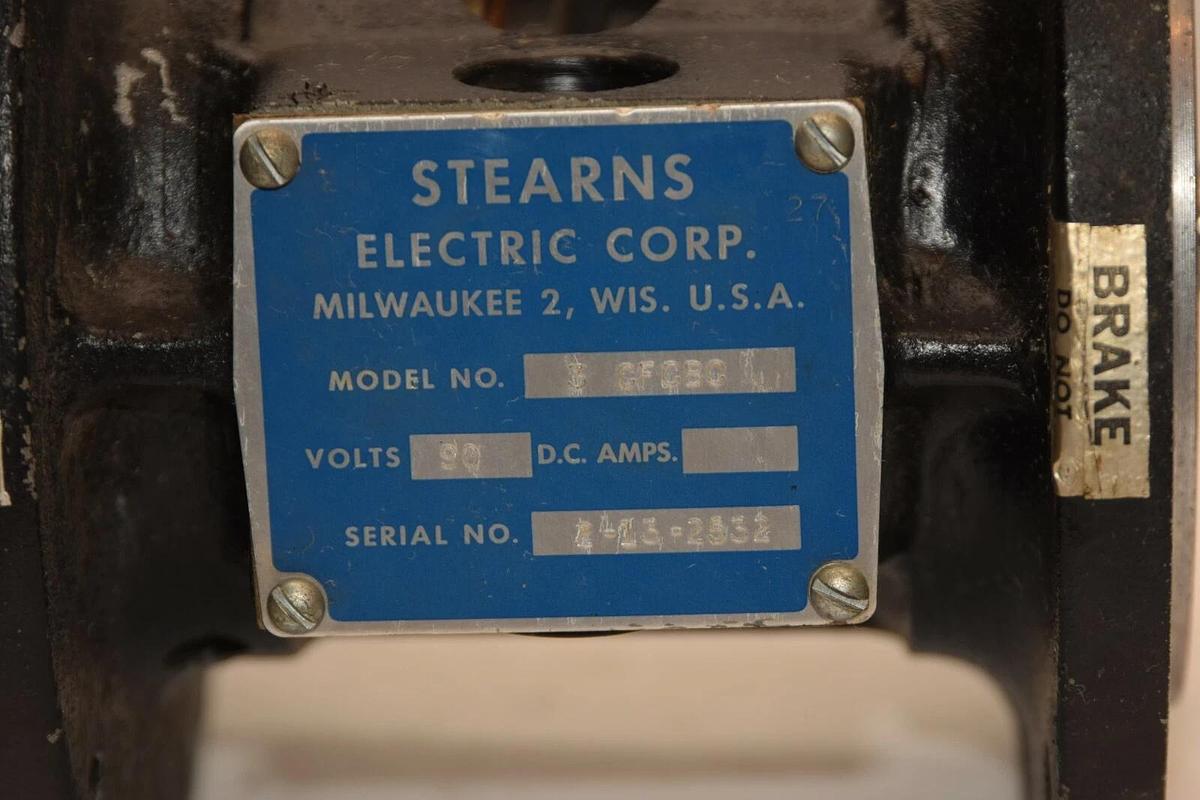 STEARNS
27
ELECTRIC CORP.
MILWAUKEE 2, WIS. U.S.A.
MODEL NO.
VOLTS 90 D.C. AMPS.
SERIAL NO.
BRAKE
DO NOT